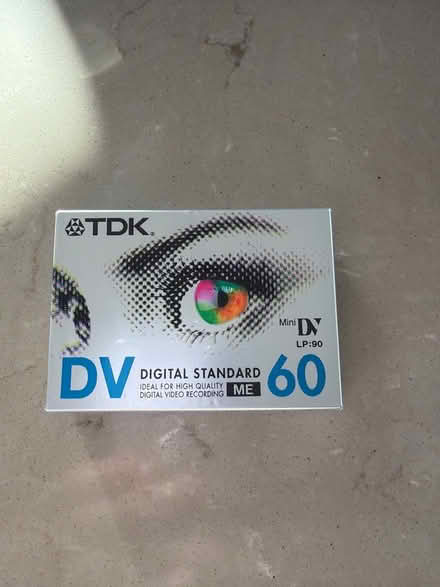 TDK®
Mini DV
LP:90
DV DIGITAL STANDARD 60
IDEAL FOR HIGH QUALITY
DIGITAL VIDEO RECORDING ME